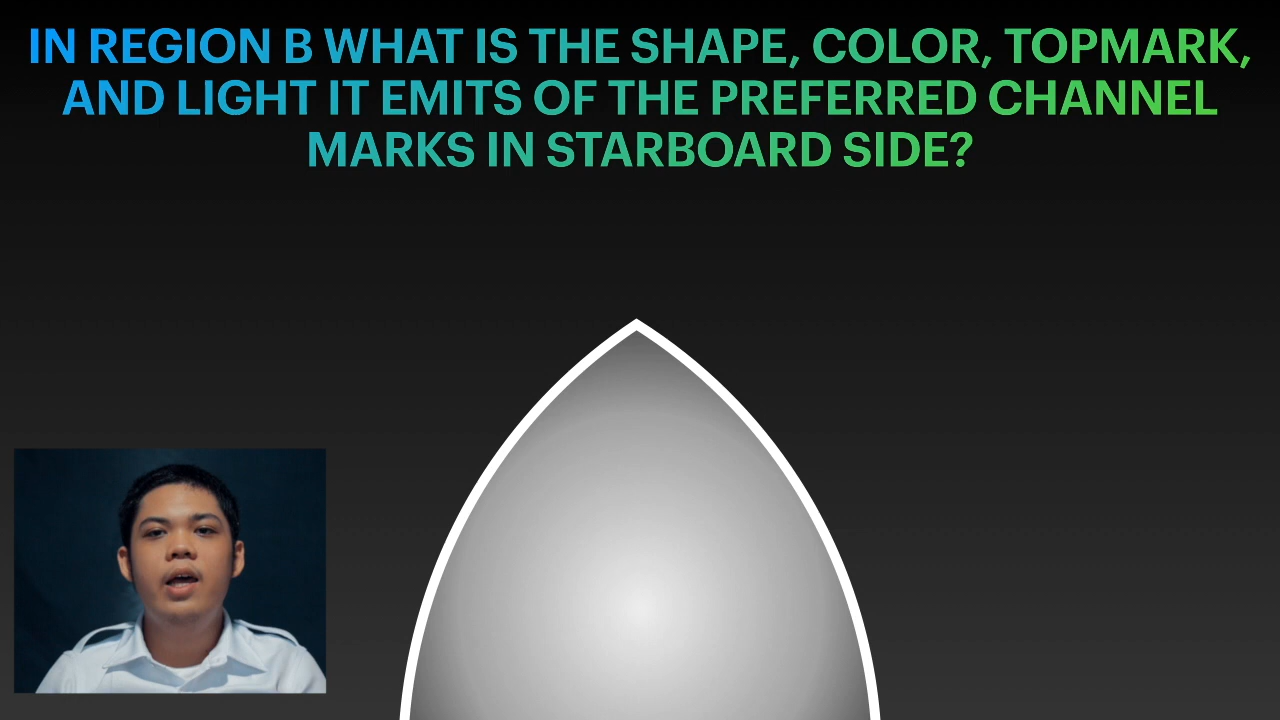 IN REGION B WHAT IS THE SHAPE, COLOR, TOPMARK,
AND LIGHT IT EMITS OF THE PREFERRED CHANNEL
MARKS IN STARBOARD SIDE?